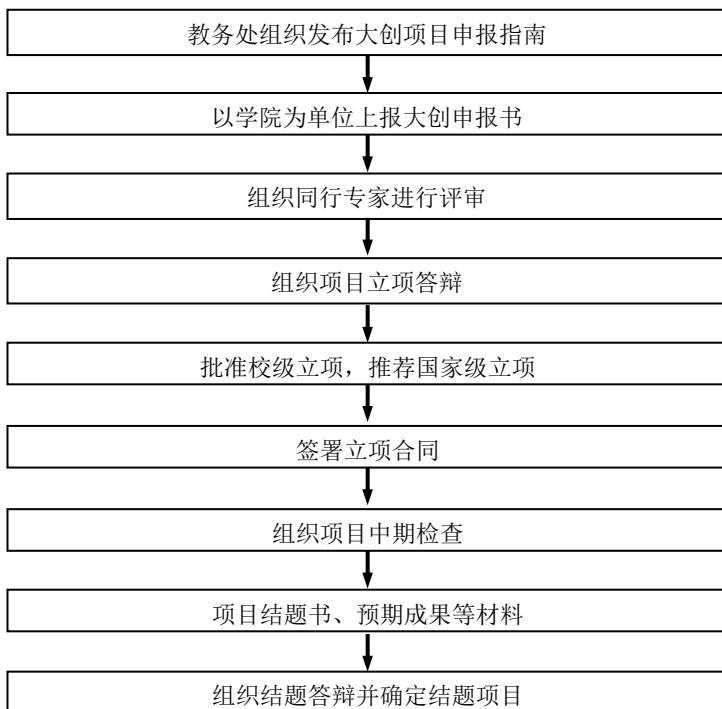 教务处组织发布大创项目申报指南
以学院为单位上报大创申报书
组织同行专家进行评审
组织项目立项答辩
批准校级立项，推荐国家级立项
签署立项合同
组织项目中期检查
项目结题书、预期成果等材料
组织结题答辩并确定结题项目